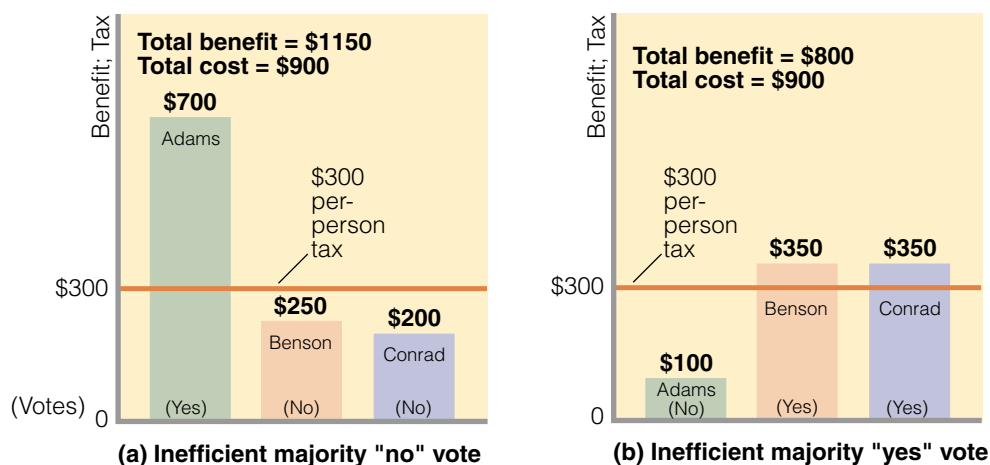 Benefit; Tax
Total benefit = $1150
Total cost = $900
$700
Adams
$300
per-
person
tax
$300
$250
Benson
$200
Conrad
(Votes)
0
(Yes)
(No)
(No)
(a) Inefficient majority "no" vote
Benefit; Tax
Total benefit = $800
Total cost = $900
$300
per-
person
tax
$350
$350
$300
Benson
Conrad
$100
Adams
(No)
(Yes)
(Yes)
0
(b) Inefficient majority "yes" vote